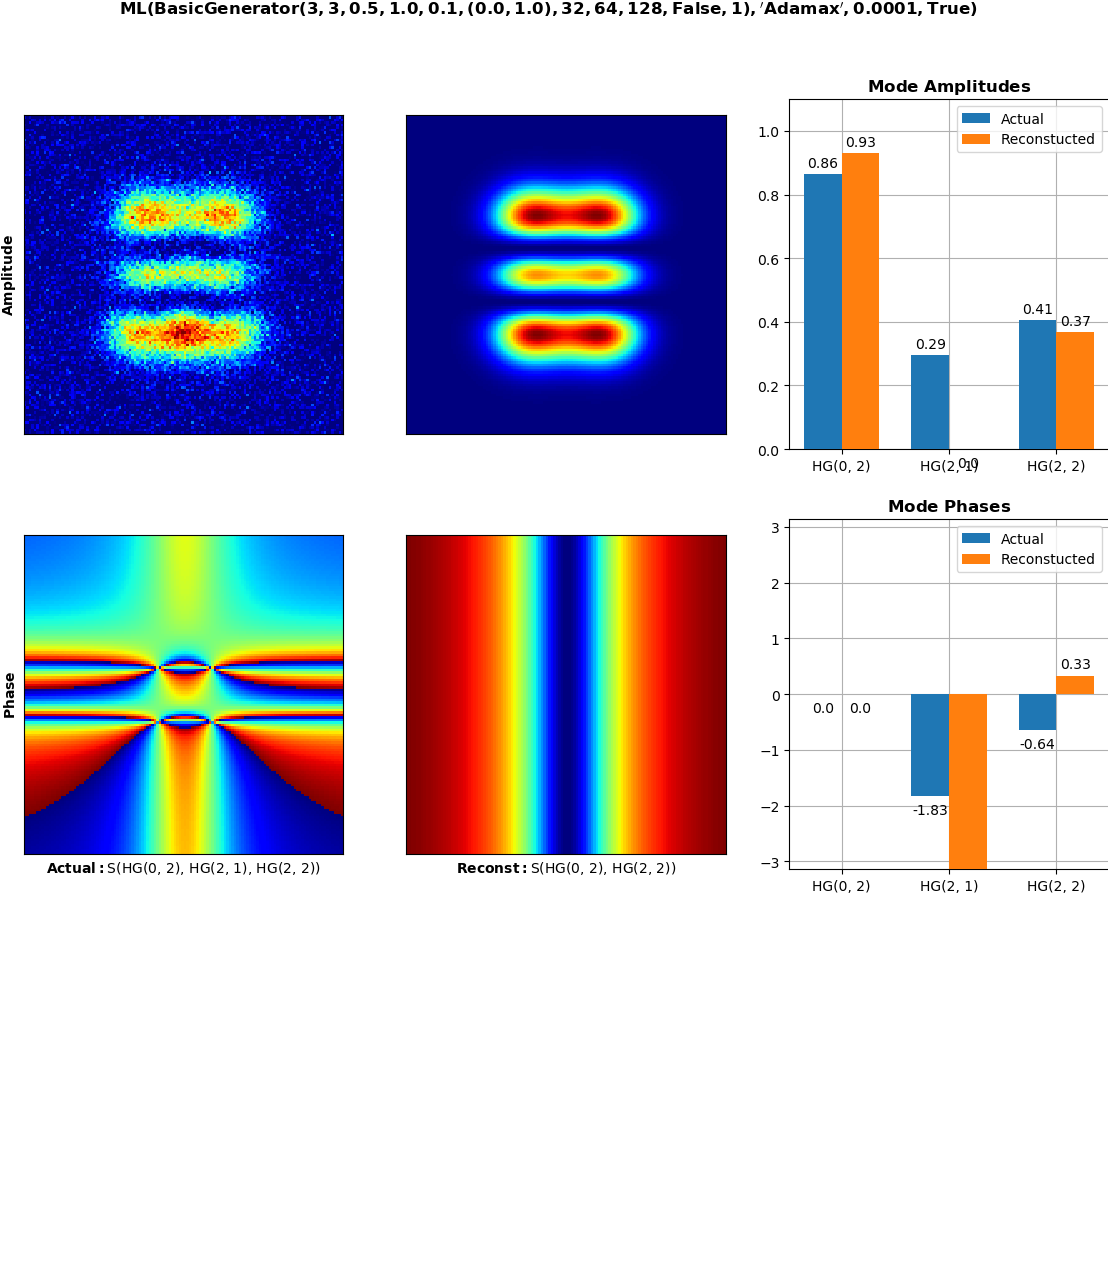 ML(BasicGenerator(3, 3, 0.5, 1.0, 0.1, (0.0, 1.0), 32, 64, 128, False, 1), ′Adamax′, 0.0001, True)
Amplitude
Mode Amplitudes
Actual
Reconstucted
1.0
0.8
0.6
0.4
0.2
0.0
0.86
0.93
0.29
0.0
0.41
0.37
HG(0, 2)
HG(2, 1)
HG(2, 2)
Phase
Actual: S(HG(0, 2), HG(2, 1), HG(2, 2))
Reconst: S(HG(0, 2), HG(2, 2))
Mode Phases
Actual
Reconstucted
3
2
1
0
−1
−2
−3
0.0
0.0
-1.83
-0.64
0.33
HG(0, 2)
HG(2, 1)
HG(2, 2)